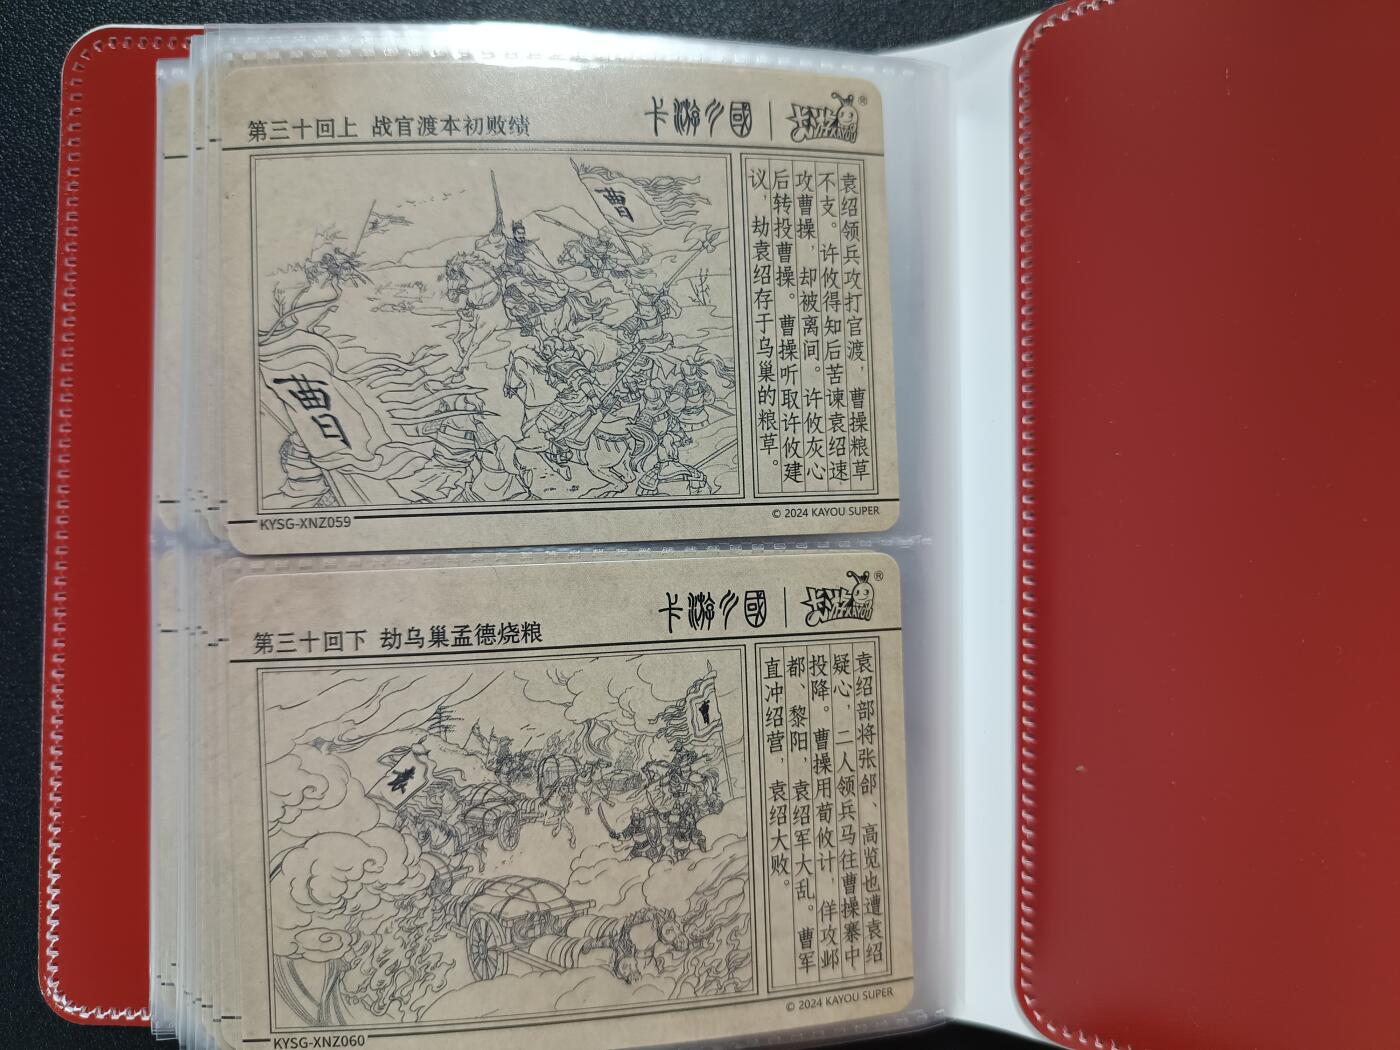 第三十回上 战官渡本初败绩
卡游三國
卡游
KAYOU
®
曹
曹
袁绍领兵攻打官渡，曹操粮草
不支。许攸得知后苦谏袁绍速
攻曹操，却被离间。许攸灰心
后转投曹操。曹操听取许攸建
议，劫袁绍存于乌巢的粮草。
KYSG-XNZ059
© 2024 KAYOU SUPER
第三十回下 劫乌巢孟德烧粮
卡游三國
卡游
KAYOU
®
袁绍部将张郃、高览也遭袁绍
疑心，二人领兵马往曹操寨中
投降。曹操用荀攸计，佯攻邺
都、黎阳，袁绍军大乱。曹军
直冲绍营，袁绍大败。
KYSG-XNZ060
© 2024 KAYOU SUPER